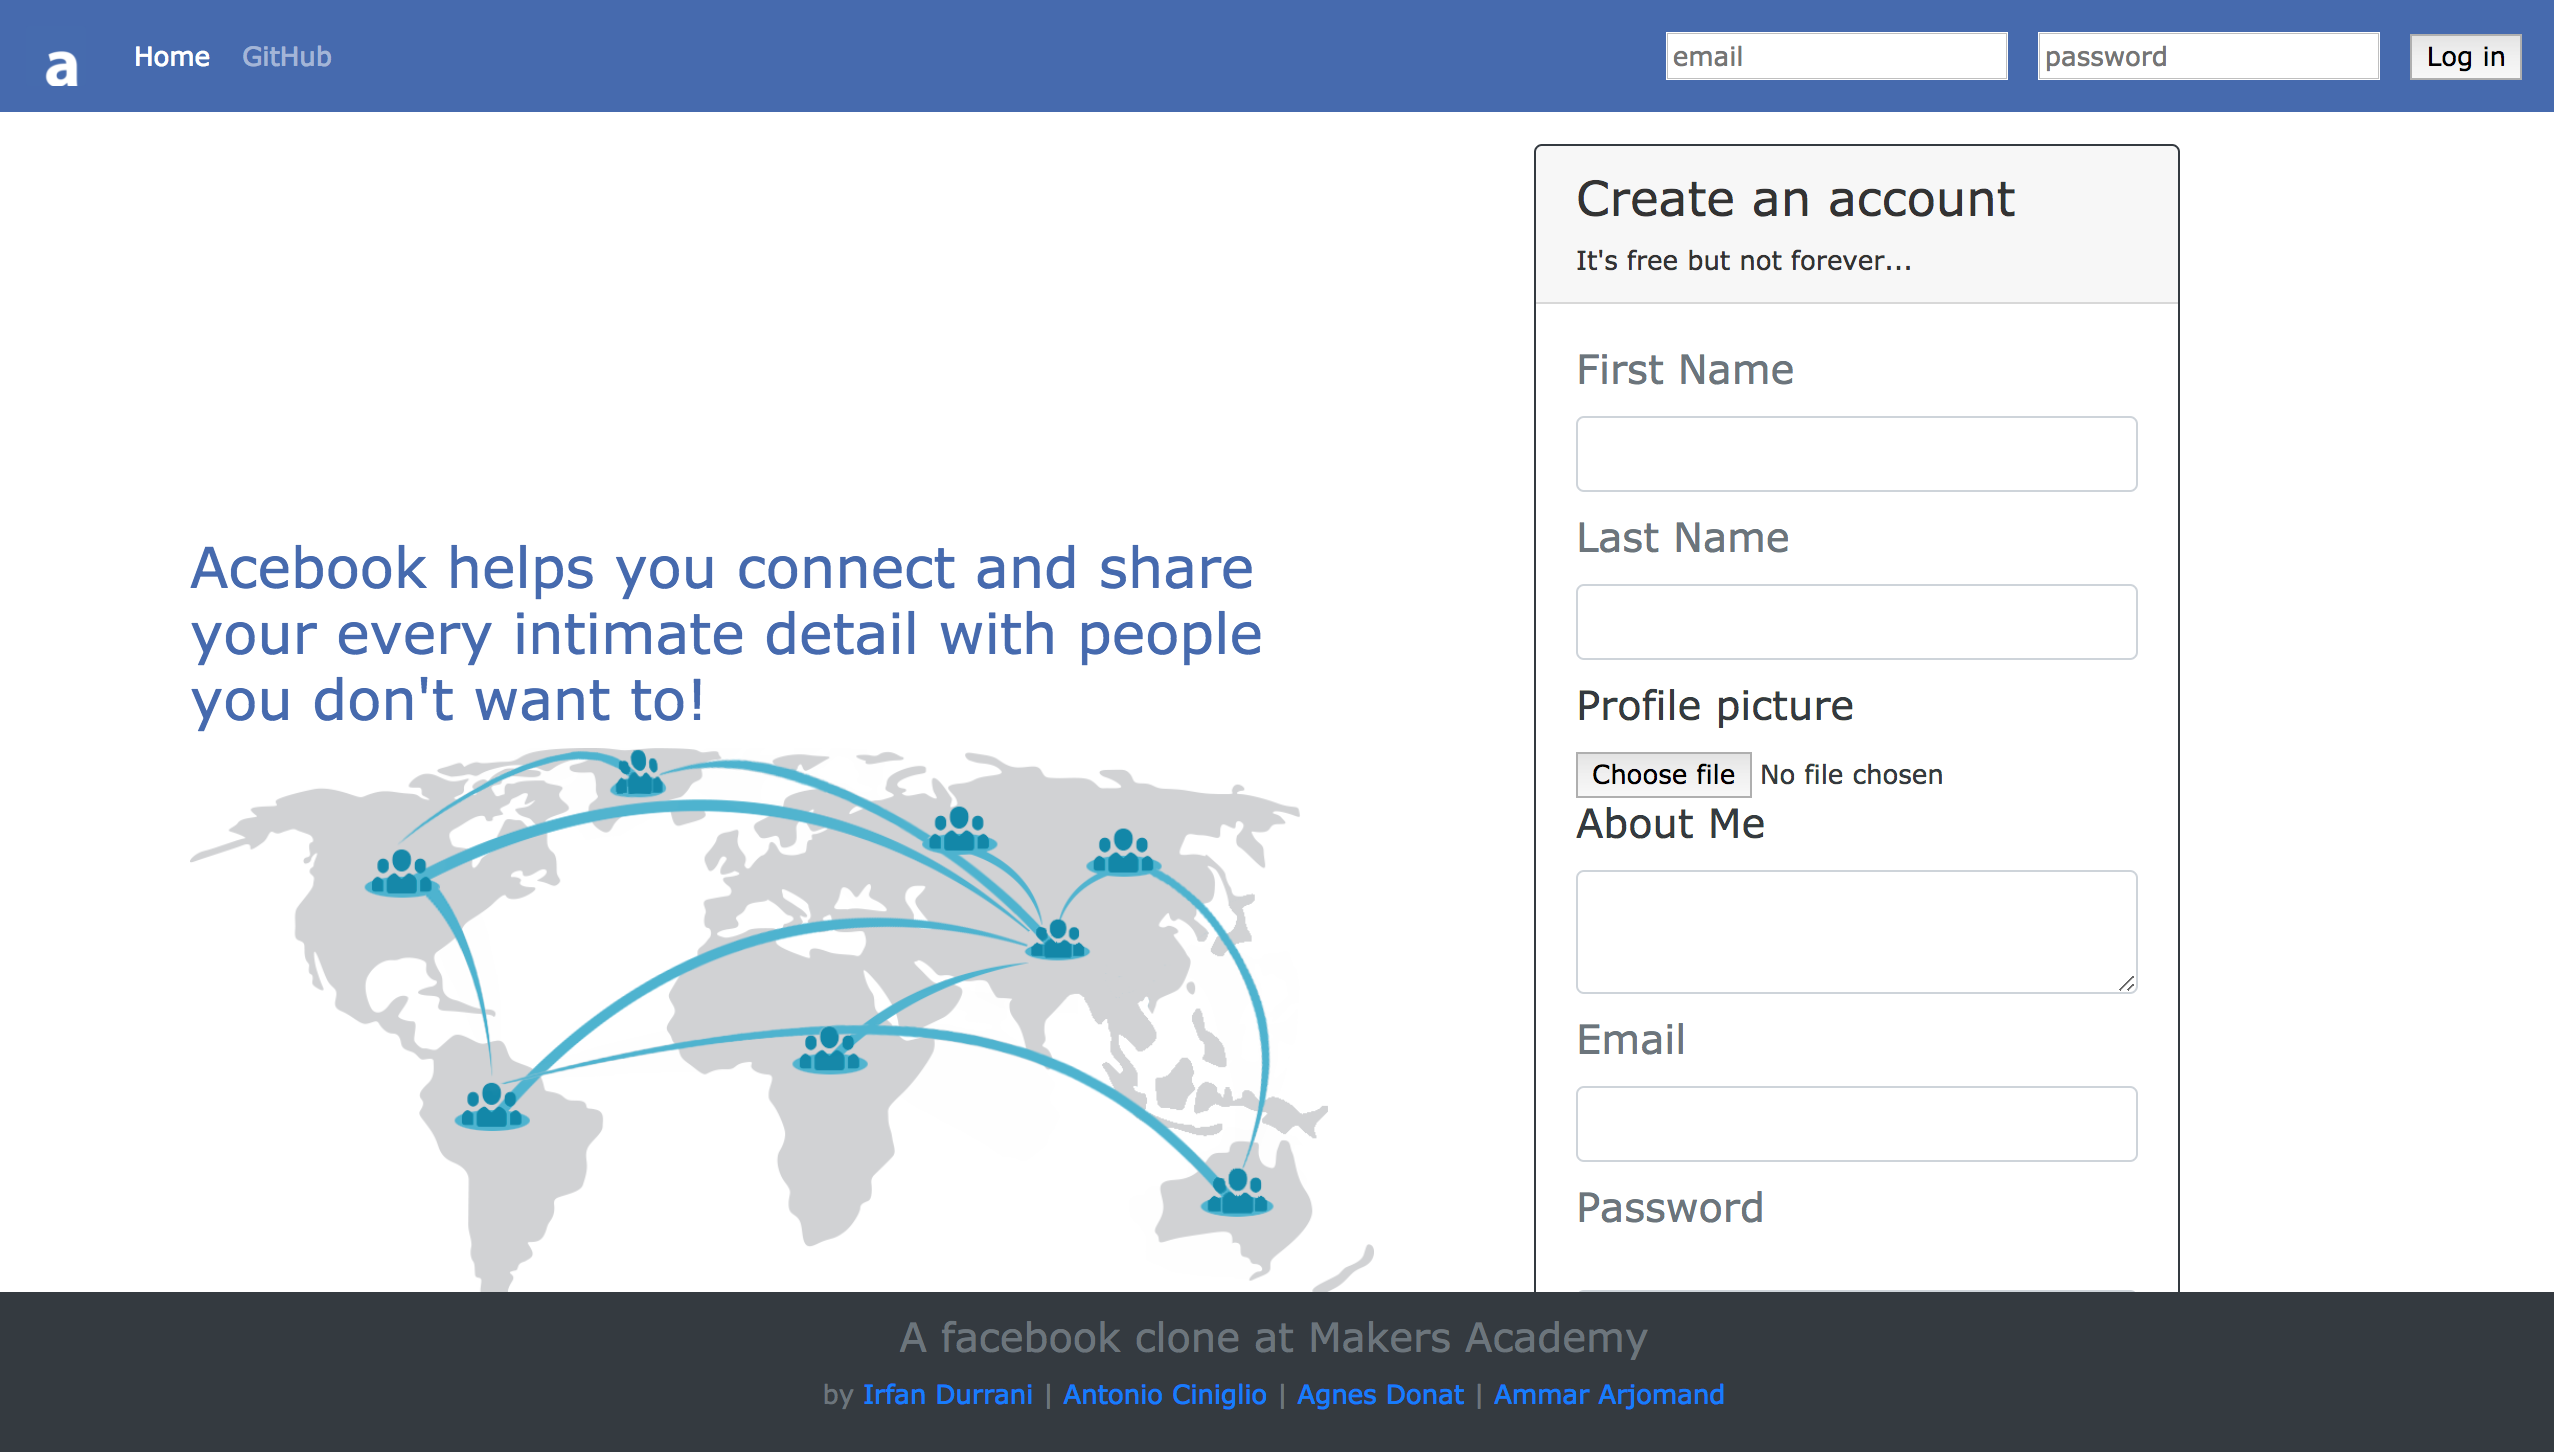 a
Home
GitHub
email
password
Log in
Create an account
It's free but not forever...
First Name
Last Name
Profile picture
Choose file No file chosen
About Me
Email
Password
Acebook helps you connect and share
your every intimate detail with people
you don't want to!
A facebook clone at Makers Academy
by Irfan Durrani | Antonio Ciniglio | Agnes Donat | Ammar Arjomand